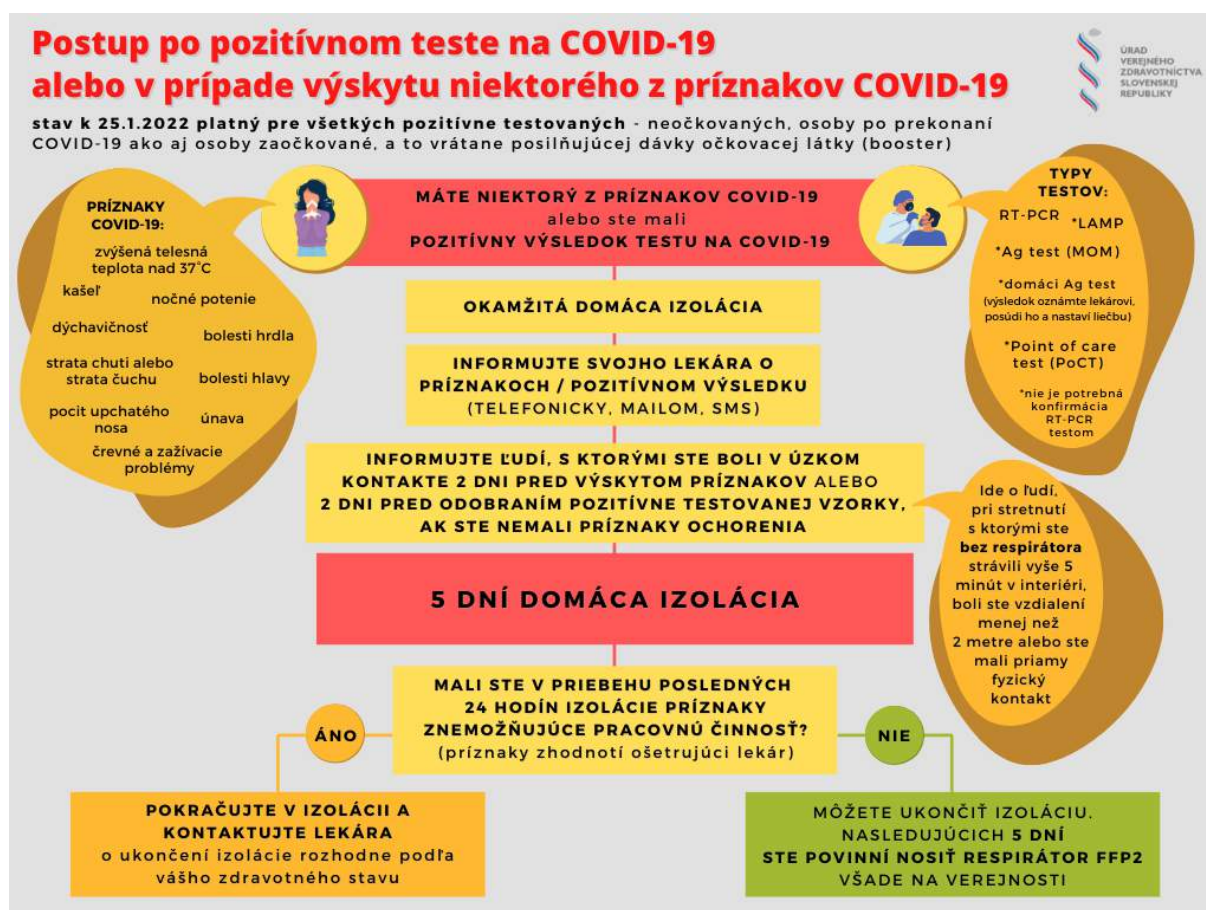 Postup po pozitívnom teste na COVID-19
alebo v prípade výskytu niektorého z príznakov COVID-19
ÚRAD
VEREJNÉHO
ZDRAVOTNÍCTVA
SLOVENSKEJ
REPUBLIKY
stav k 25.1.2022 platný pre všetkých pozitívne testovaných - neočkovaných, osoby po prekonaní
COVID-19 ako aj osoby zaočkované, a to vrátane posilňujúcej dávky očkovacej látky (booster)
PRÍZNAKY
COVID-19:
zvýšená telesná
teplota nad 37°C
kašeľ
nočné potenie
dýchavičnosť
bolesti hrdla
strata chuti alebo
strata čuchu
bolesti hlavy
pocit upchatého
nosa
únava
črevné a zažívacie
problémy
MÁTE NIEKTORÝ Z PRÍZNAKOV COVID-19
alebo ste mali
POZITÍVNY VÝSLEDOK TESTU NA COVID-19
TYPY
TESTOV:
RT-PCR
*LAMP
*Ag test (MOM)
*domáci Ag test
(výsledok oznámte lekárovi,
posúdi ho a nastaví liečbu)
*Point of care
test (PoCT)
*nie je potrebná
konfirmácia
RT-PCR
testom
OKAMŽITÁ DOMÁCA IZOLÁCIA
INFORMUJTE SVOJHO LEKÁRA O
PRÍZNAKOCH / POZITÍVNOM VÝSLEDKU
(TELEFONICKY, MAILOM, SMS)
INFORMUJTE ĽUDÍ, S KTORÝMI STE BOLI V ÚZKOM
KONTAKTE 2 DNI PRED VÝSKYTOM PRÍZNAKOV ALEBO
2 DNI PRED ODOBRANÍM POZITÍVNE TESTOVANEJ VZORKY,
AK STE NEMALI PRÍZNAKY OCHORENIA
Ide o ľudí,
pri stretnutí
s ktorými ste
bez respirátora
strávili vyše 5
minút v interiéri,
boli ste vzdialení
menej než
2 metre alebo ste
mali priamy
fyzický
kontakt
5 DNÍ DOMÁCA IZOLÁCIA
MALI STE V PRIEBEHU POSLEDNÝCH
24 HODÍN IZOLÁCIE PRÍZNAKY
ZNEMOŽŇUJÚCE PRACOVNÚ ČINNOSŤ?
(príznaky zhodnotí ošetrujúci lekár)
ÁNO
NIE
POKRAČUJTE V IZOLÁCII A
KONTAKTUJTE LEKÁRA
o ukončení izolácie rozhodne podľa
vášho zdravotného stavu
MÔŽETE UKONČIŤ IZOLÁCIU.
NASLEDUJÚCICH 5 DNÍ
STE POVINNÍ NOSIŤ RESPIRÁTOR FFP2
VŠADE NA VEREJNOSTI